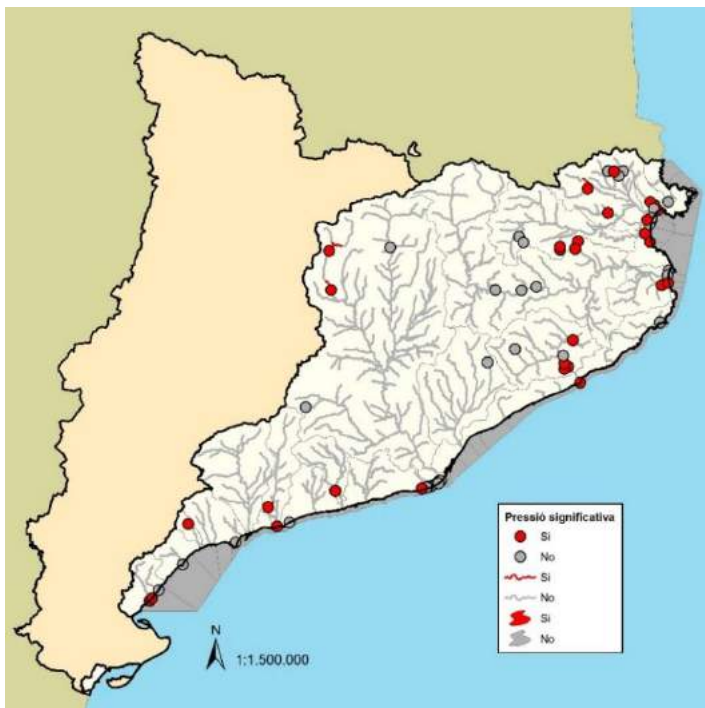 Pressió significativa
Si
No
Si
No
Si
No
N
1:1.500.000